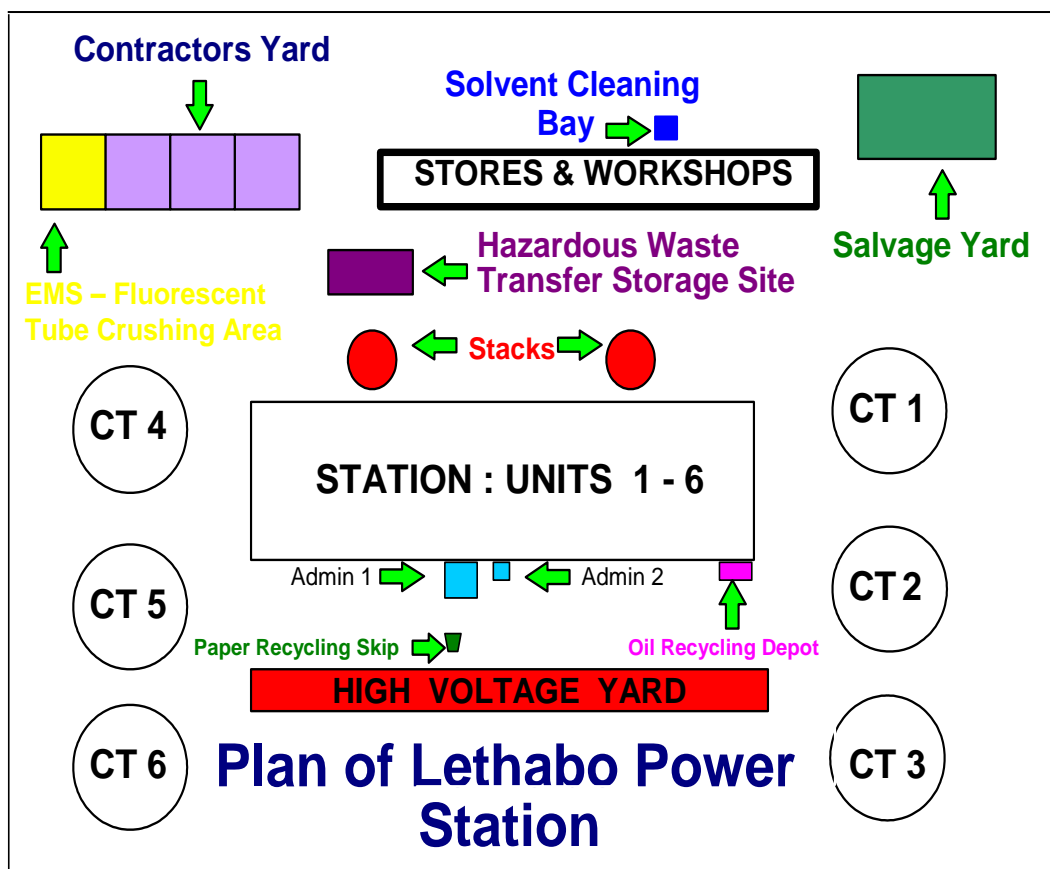 Contractors Yard
Solvent Cleaning
Bay
STORES & WORKSHOPS
Salvage Yard
Hazardous Waste
Transfer Storage Site
EMS – Fluorescent
Tube Crushing Area
Stacks
CT 4
CT 1
STATION : UNITS 1 - 6
CT 5
CT 2
Admin 1
Admin 2
Paper Recycling Skip
Oil Recycling Depot
HIGH VOLTAGE YARD
CT 6
CT 3
Plan of Lethabo Power
Station